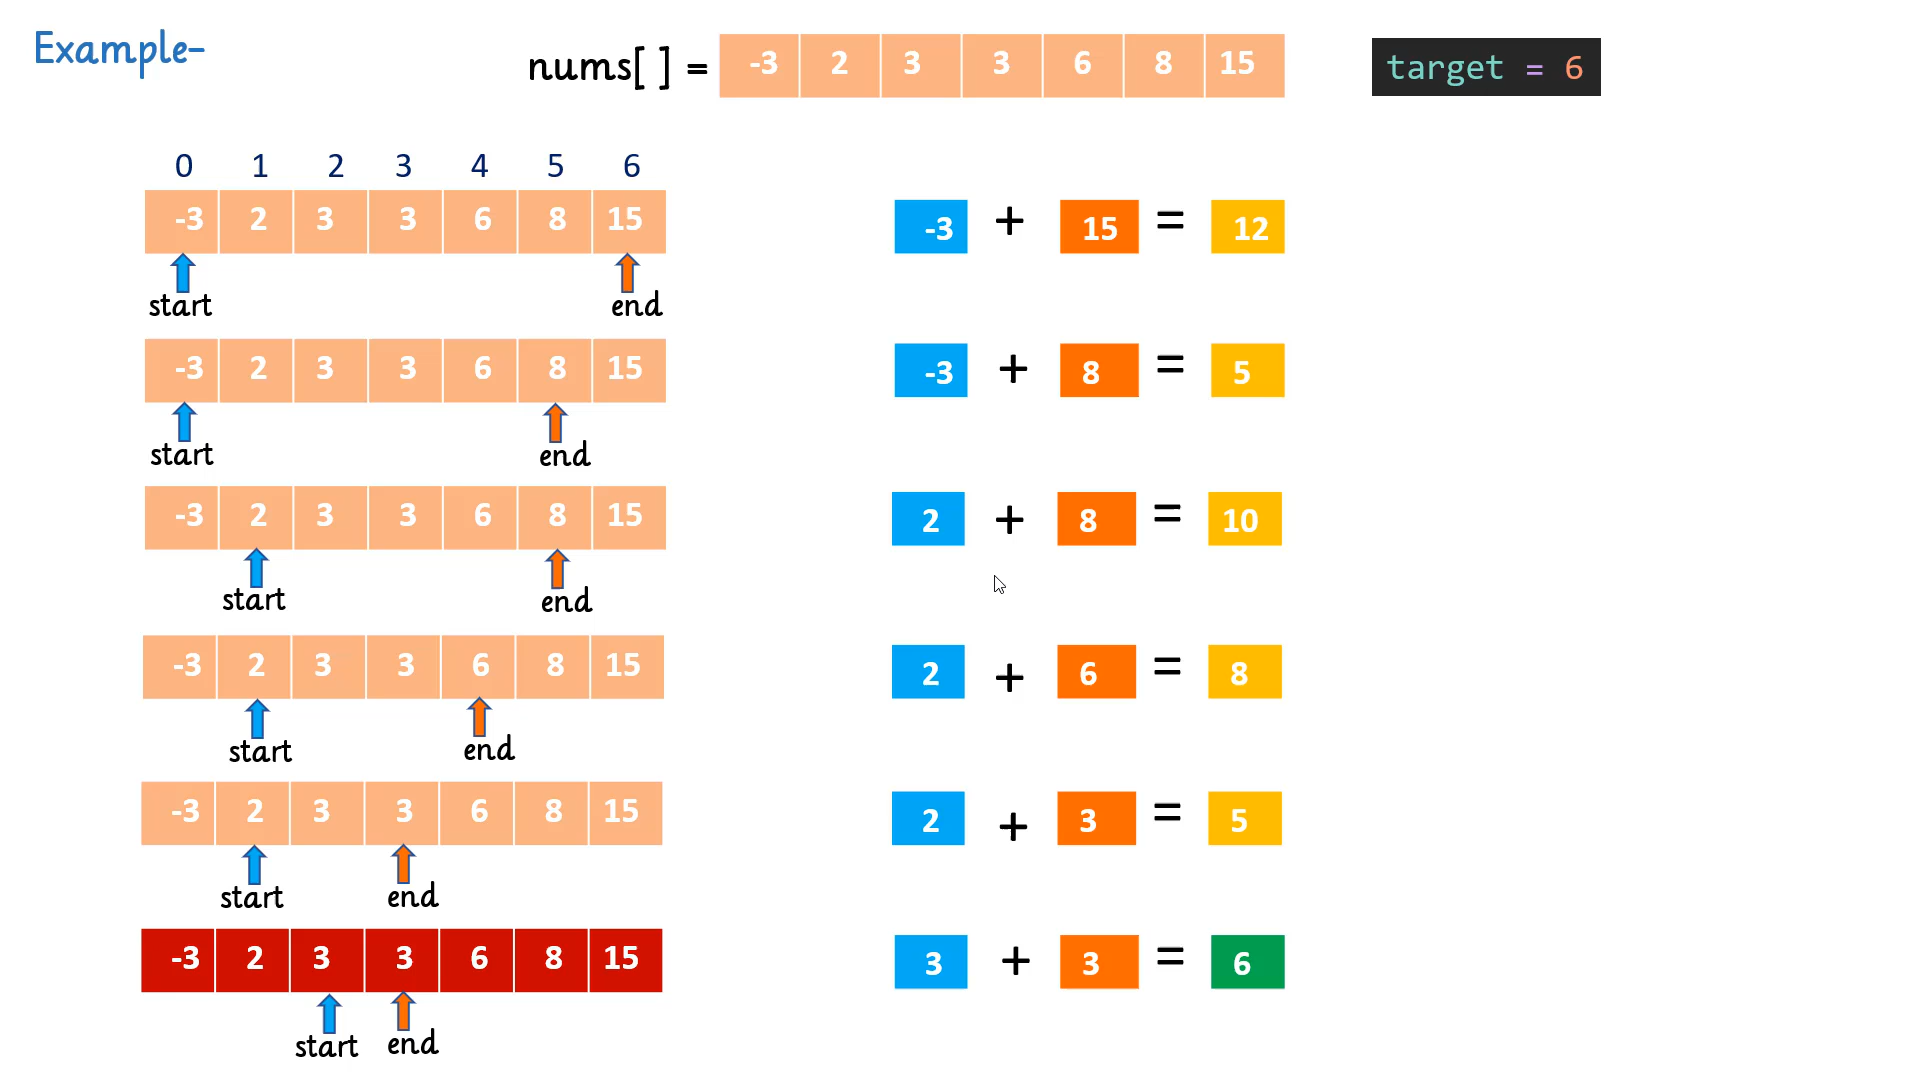 Example-
nums[ ] = -3 2 3 3 6 8 15
target = 6
0 1 2 3 4 5 6
-3 2 3 3 6 8 15
start end
-3 + 15 = 12
-3 2 3 3 6 8 15
start end
-3 + 8 = 5
-3 2 3 3 6 8 15
start end
2 + 8 = 10
-3 2 3 3 6 8 15
start end
2 + 6 = 8
-3 2 3 3 6 8 15
start end
2 + 3 = 5
-3 2 3 3 6 8 15
start end
3 + 3 = 6